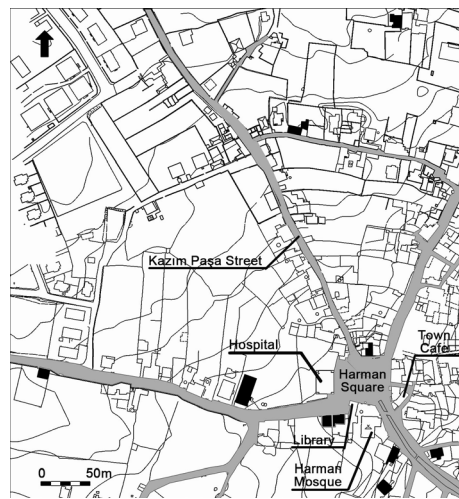 Kazım Paşa Street
Hospital
Town
Cafe
Harman
Square
Library
Harman
Mosque
0 50m